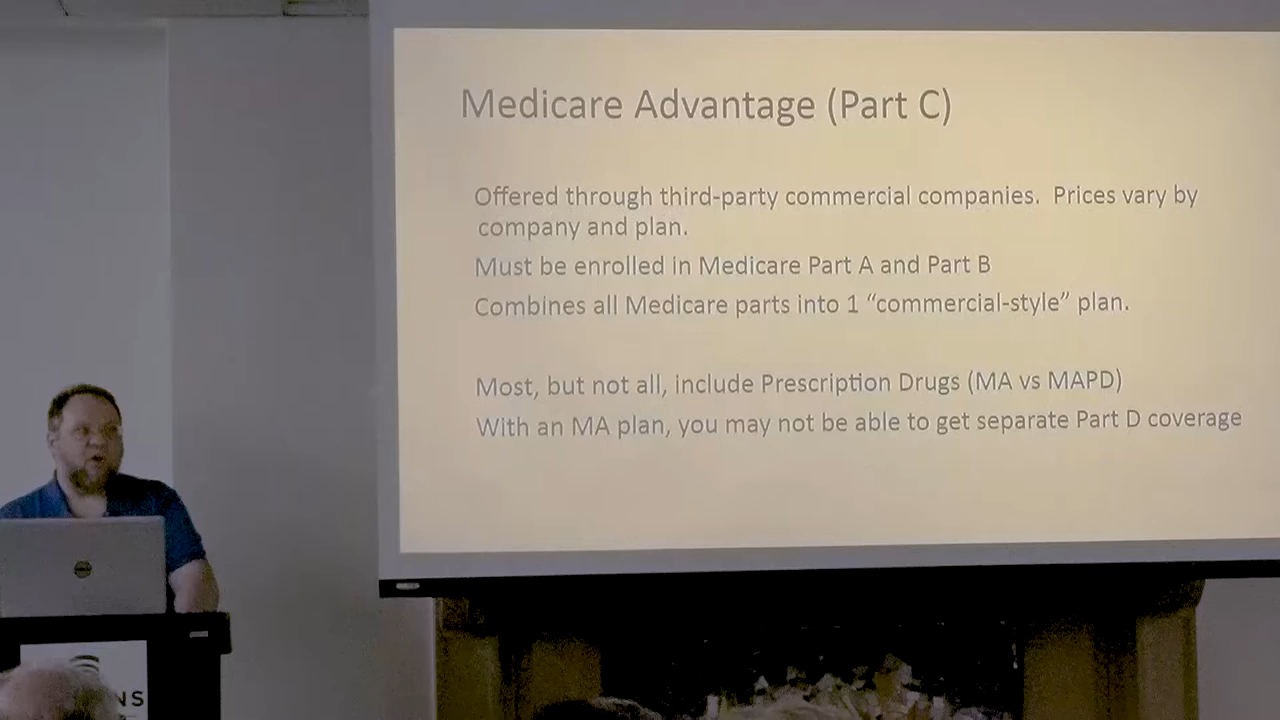 Medicare Advantage (Part C)
Offered through third-party commercial companies.  Prices vary by
company and plan.
Must be enrolled in Medicare Part A and Part B
Combines all Medicare parts into 1 “commercial-style” plan.
Most, but not all, include Prescription Drugs (MA vs MAPD)
With an MA plan, you may not be able to get separate Part D coverage